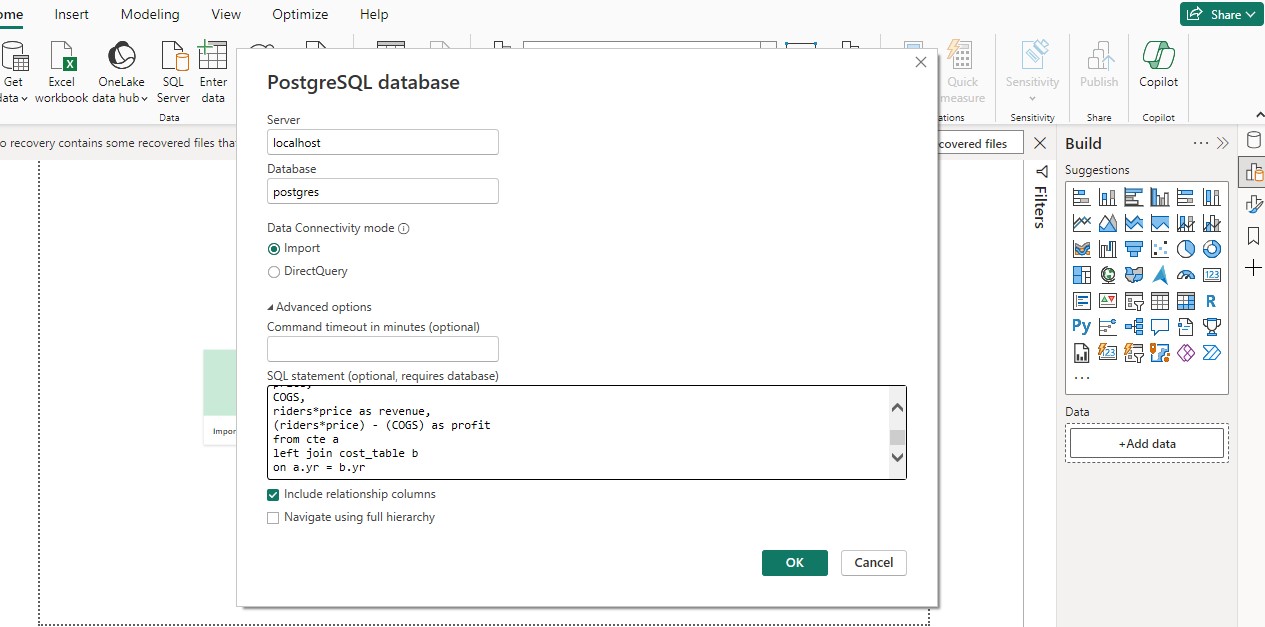 ome Insert Modeling View Optimize Help Share
Get data
Excel workbook
OneLake data hub
SQL Server
Enter data
Quick measure
Sensitivity
Publish
Copilot
Data
ations
Sensitivity
Share
Copilot
o recovery contains some recovered files tha
covered files
PostgreSQL database
Server
localhost
Database
postgres
Data Connectivity mode
Import
DirectQuery
Advanced options
Command timeout in minutes (optional)
SQL statement (optional, requires database)
price,
COGS,
riders*price as revenue,
(riders*price) - (COGS) as profit
from cte a
left join cost_table b
on a.yr = b.yr
Include relationship columns
Navigate using full hierarchy
OK Cancel
Impor
Filters
Build
Suggestions
123
R
Py
123
Data
+Add data